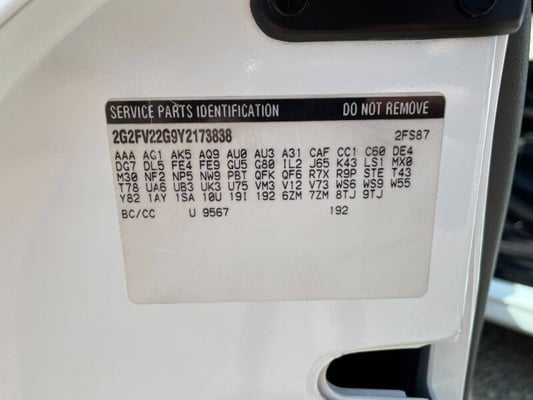 SERVICE PARTS IDENTIFICATION DO NOT REMOVE
2G2FV22G9Y2173838 2FS87
AAA AG1 AK5 AQ9 AU0 AU3 A31 CAF CC1 C60 DE4
DG7 DL5 FE4 FE9 GU5 G80 IL2 J65 K43 LS1 MX0
M30 NF2 NP5 NW9 PBT QFK QF6 R7X R9P STE T43
T78 UA6 UB3 UK3 U75 VM3 V12 V73 WS6 WS9 W55
Y82 1AY 1SA 10U 19I 192 6ZM 7ZM 8TJ 9TJ
BC/CC U 9567 192